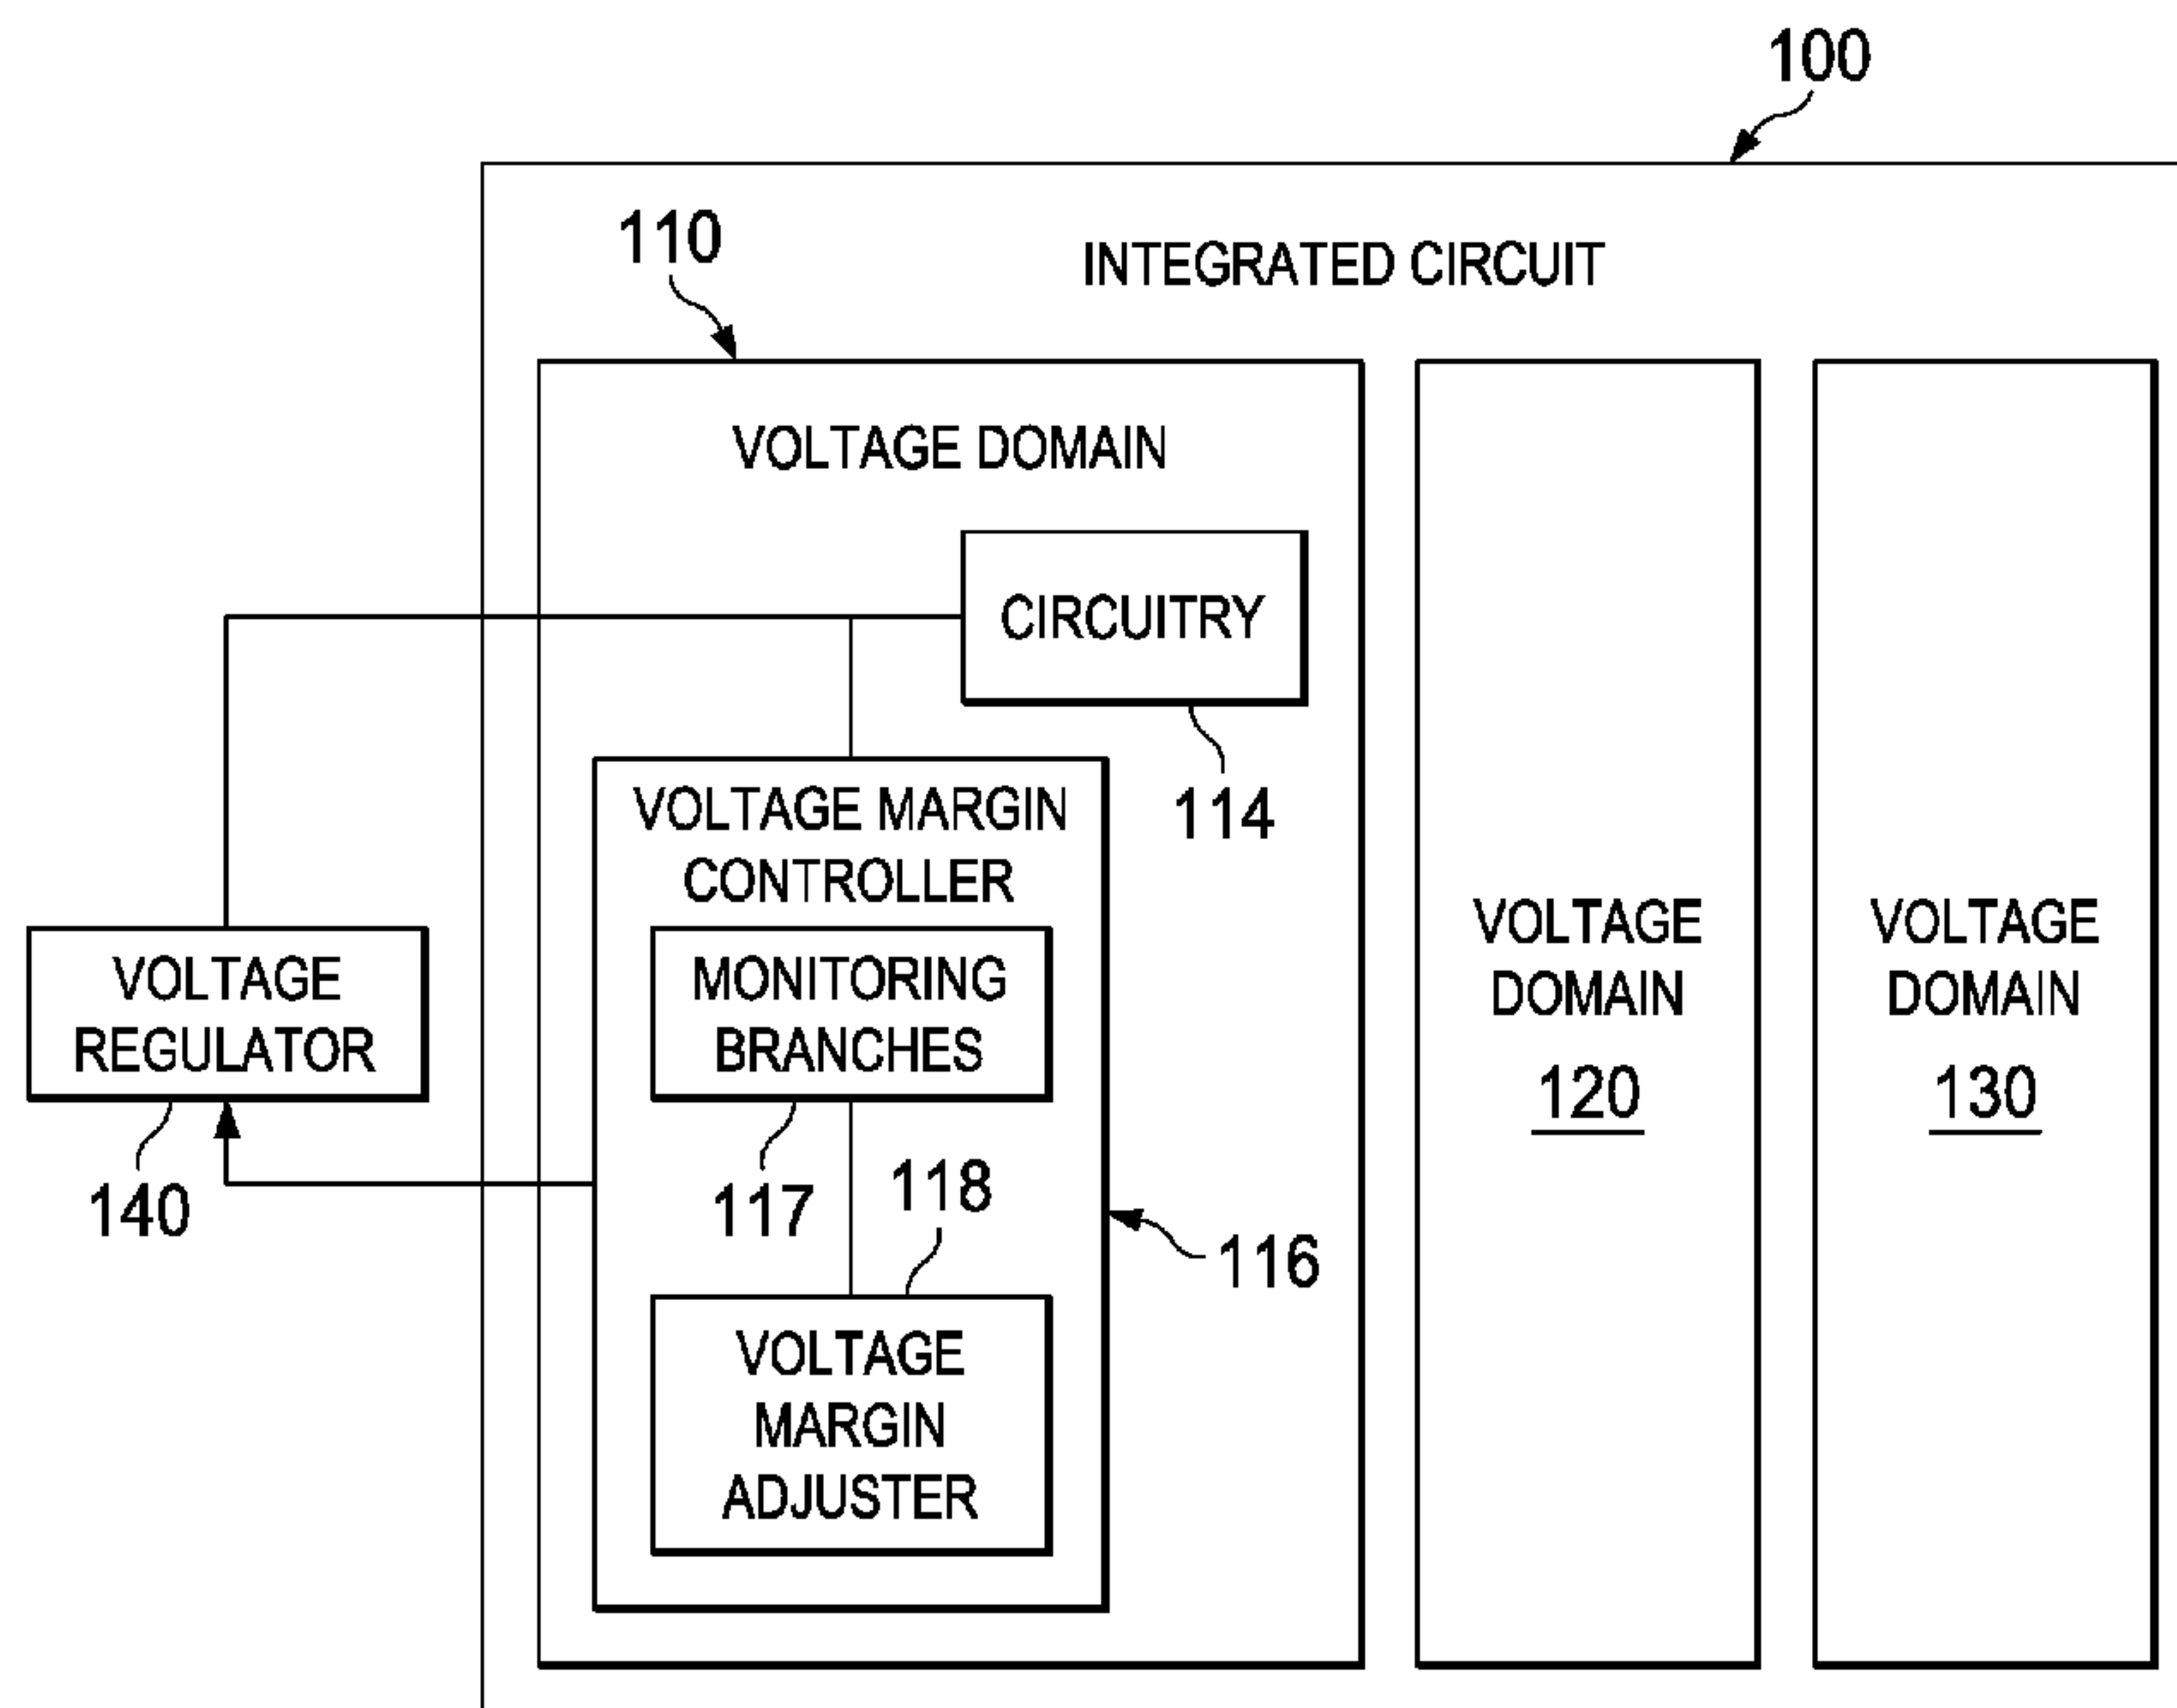 100
110
INTEGRATED CIRCUIT
VOLTAGE DOMAIN
CIRCUITRY
114
VOLTAGE MARGIN
CONTROLLER
VOLTAGE
REGULATOR
140
MONITORING
BRANCHES
117
118
116
VOLTAGE
MARGIN
ADJUSTER
VOLTAGE
DOMAIN
120
VOLTAGE
DOMAIN
130